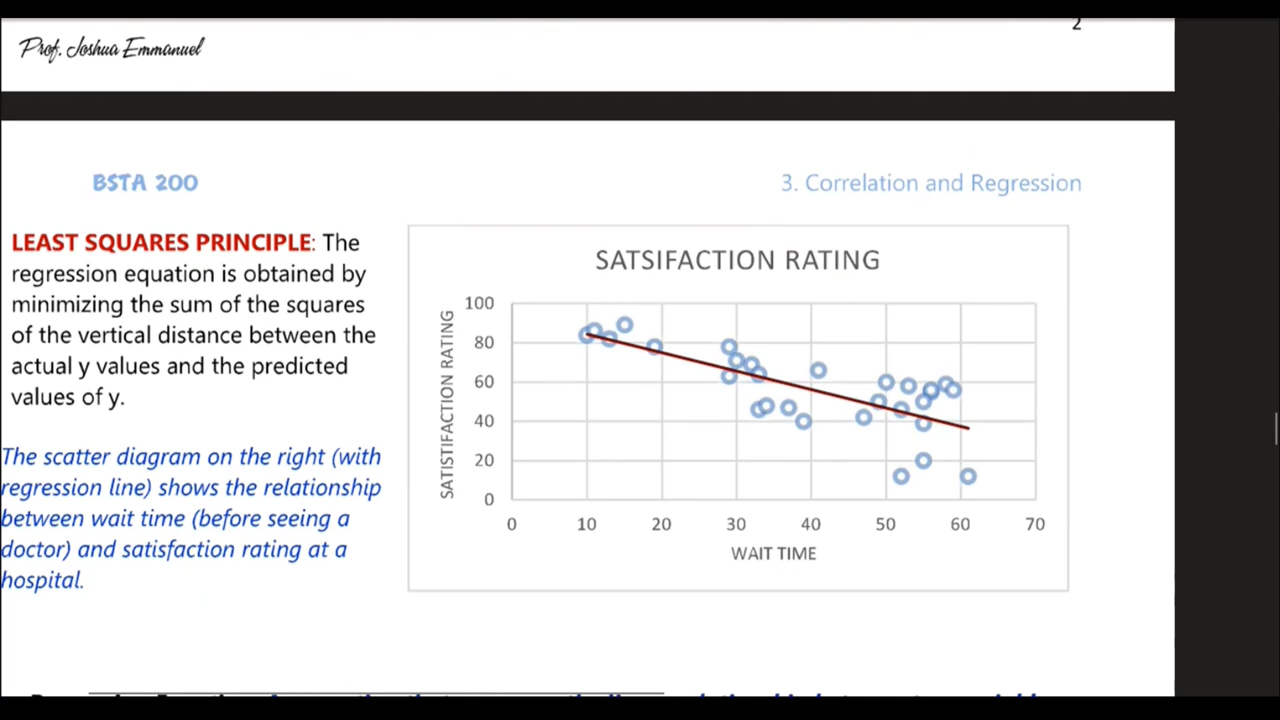 2
Prof. Joshua Emmanuel
BSTA 200
3. Correlation and Regression
LEAST SQUARES PRINCIPLE: The
regression equation is obtained by
minimizing the sum of the squares
of the vertical distance between the
actual y values and the predicted
values of y.
The scatter diagram on the right (with
regression line) shows the relationship
between wait time (before seeing a
doctor) and satisfaction rating at a
hospital.
SATSIFACTION RATING
SATISTIFACTION RATING
100
80
60
40
20
0
0 10 20 30 40 50 60 70
WAIT TIME